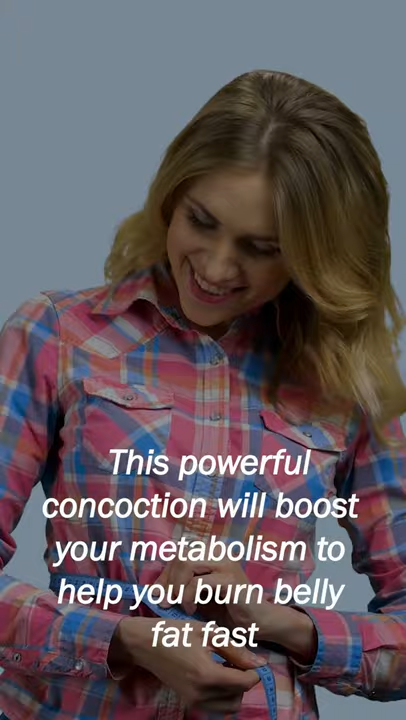 This powerful
concoction will boost
your metabolism to
help you burn belly
fat fast